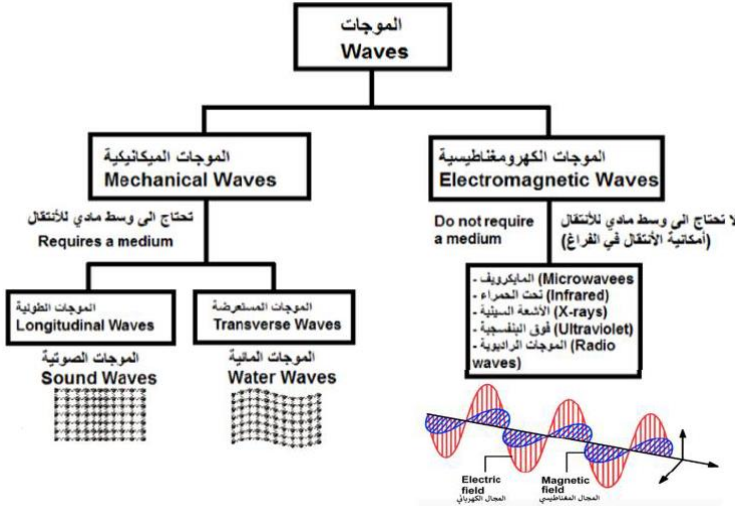 الموجات
Waves
الموجات الميكانيكية
Mechanical Waves
الموجات الكهرومغناطيسية
Electromagnetic Waves
تحتاج الى وسط مادي للأنتقال
Requires a medium
Do not require
a medium
لا تحتاج الى وسط مادي للأنتقال
(أمكانية الأنتقال في الفراغ)
الموجات الطولية
Longitudinal Waves
الموجات المستعرضة
Transverse Waves
الموجات الصوتية
Sound Waves
الموجات المائية
Water Waves
- المايكرويف (Microwavees
- تحت الحمراء (Infrared)
- الأشعة السينية (X-rays)
- فوق البنفسجية (Ultraviolet)
- الموجات الراديوية (Radio
waves)
Electric
field
المجال الكهربائي
Magnetic
field
المجال المغناطيسي